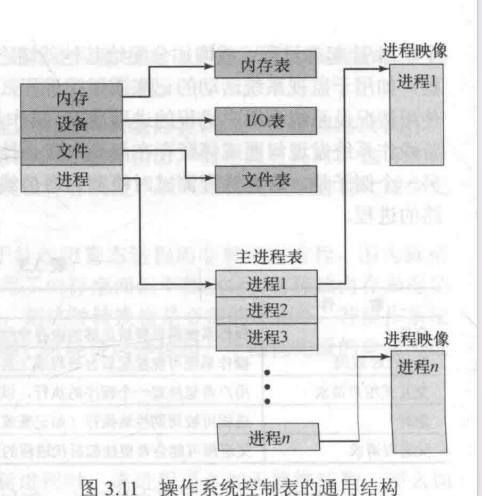 进程映像
内存表
进程1
内存
设备
I/O表
文件
进程
文件表
主进程表
进程1
进程2
进程3
进程映像
进程n
进程n
图 3.11 操作系统控制表的通用结构